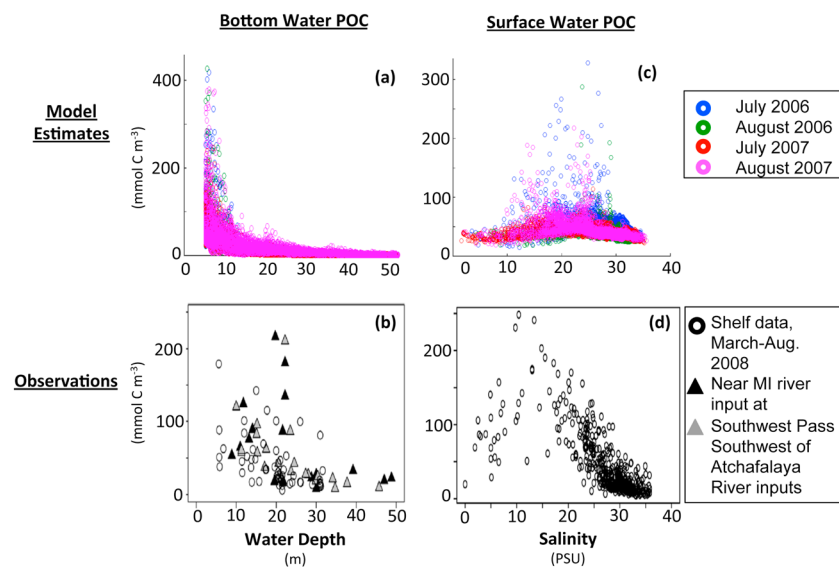 Bottom Water POC
Surface Water POC
Model
Estimates
(mmol C m-3)
400
200
0
0
10
20
30
40
50
(a)
300
200
100
0
0
10
20
30
40
(c)
July 2006
August 2006
July 2007
August 2007
Observations
(mmol C m-3)
200
100
0
0
10
20
30
40
50
(b)
Water Depth
(m)
200
100
0
0
10
20
30
40
(d)
Salinity
(PSU)
Shelf data,
March-Aug.
2008
Near MI river
input at
Southwest Pass
Southwest of
Atchafalaya
River inputs